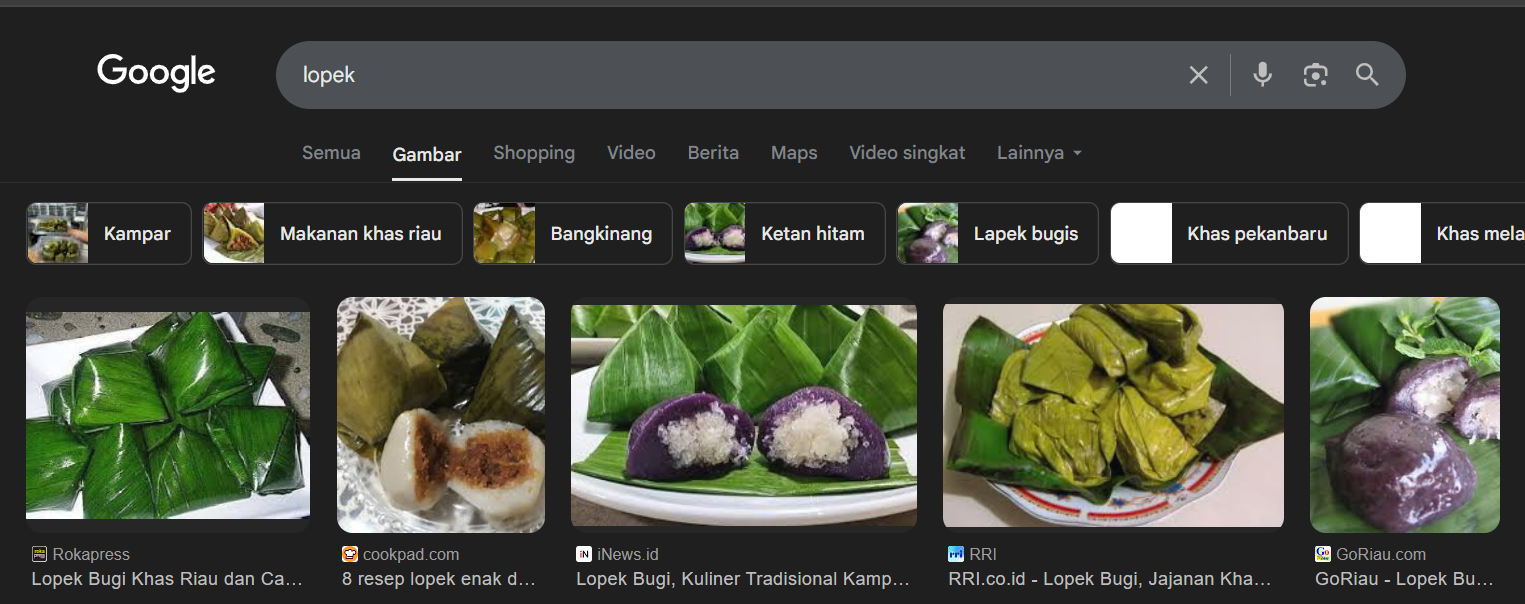 Google
lopek
Semua Gambar Shopping Video Berita Maps Video singkat Lainnya
Kampar Makanan khas riau Bangkinang Ketan hitam Lapek bugis Khas pekanbaru Khas mela
Rokapress cookpad.com iNews.id RRI GoRiau.com
Lopek Bugi Khas Riau dan Ca... 8 resep lopek enak d... Lopek Bugi, Kuliner Tradisional Kamp... RRI.co.id - Lopek Bugi, Jajanan Kha... GoRiau - Lopek Bu...